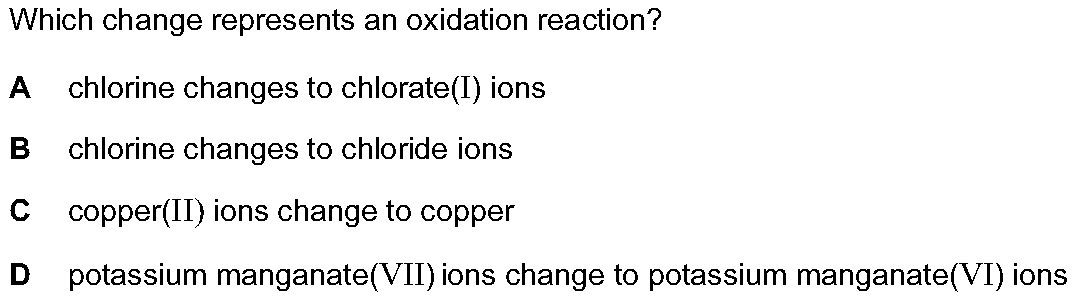 Which change represents an oxidation reaction?
A chlorine changes to chlorate(I) ions
B chlorine changes to chloride ions
C copper(II) ions change to copper
D potassium manganate(VII) ions change to potassium manganate(VI) ions